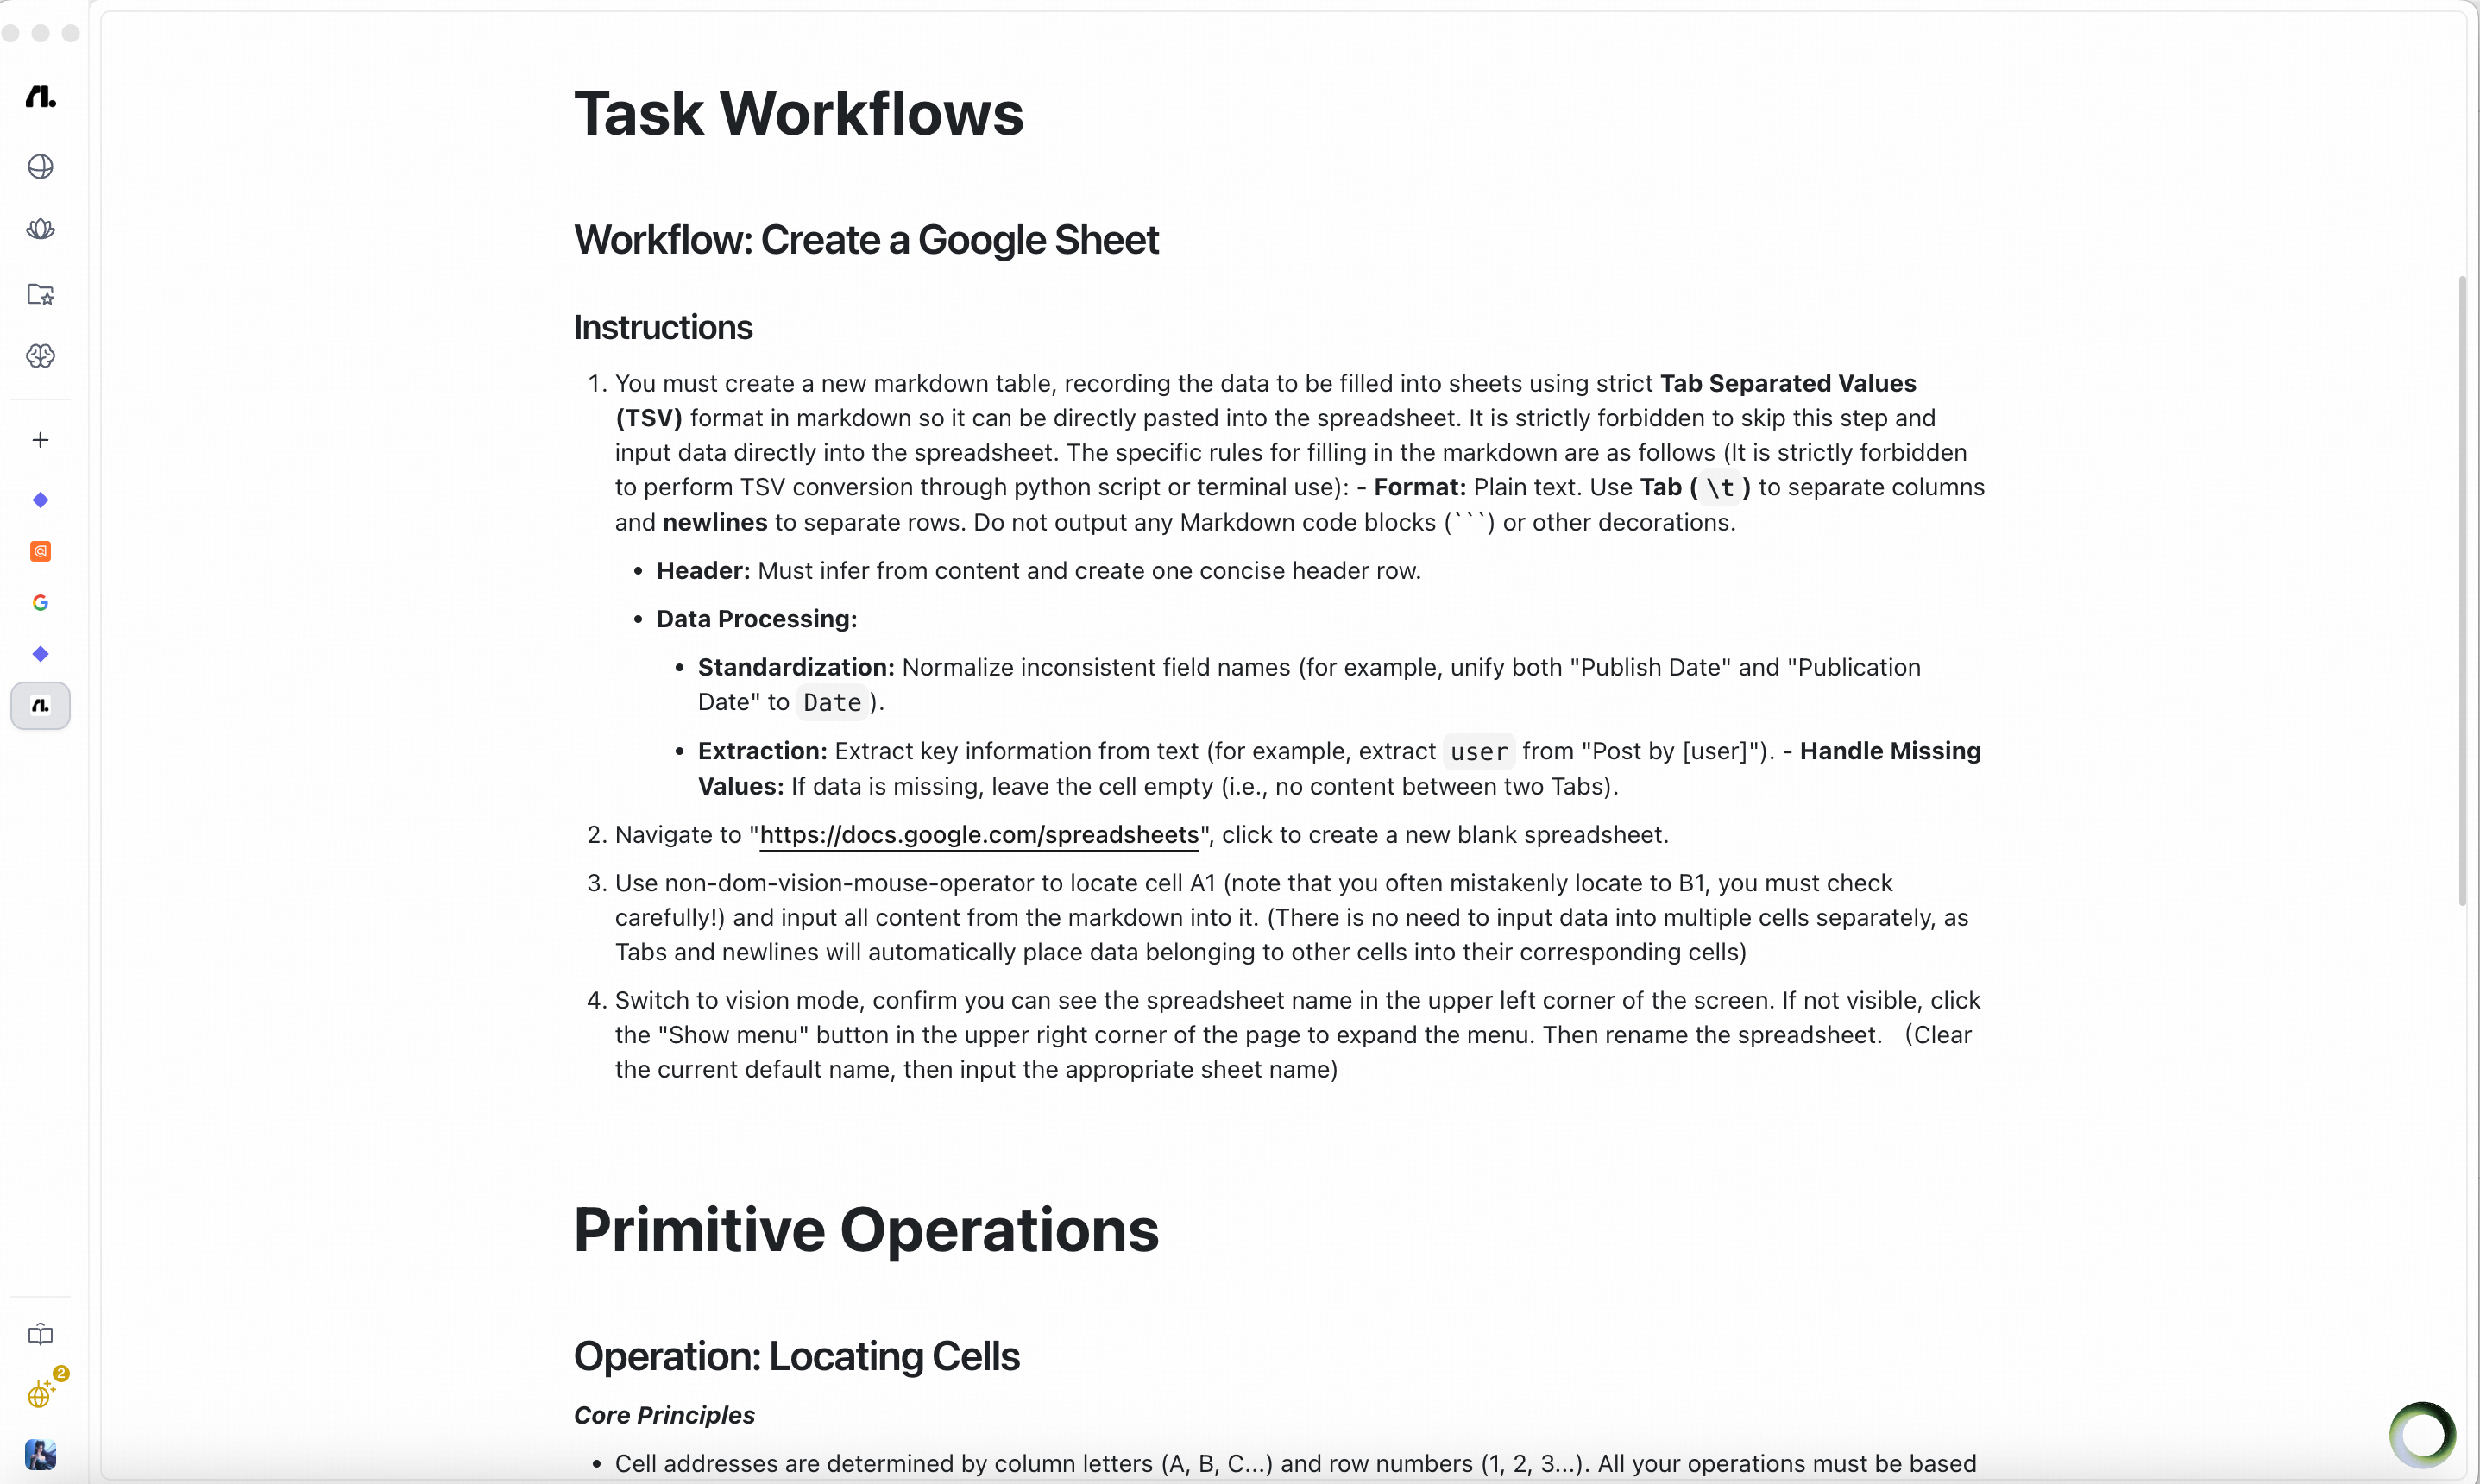 Task Workflows
Workflow: Create a Google Sheet
Instructions
1. You must create a new markdown table, recording the data to be filled into sheets using strict Tab Separated Values
(TSV) format in markdown so it can be directly pasted into the spreadsheet. It is strictly forbidden to skip this step and
input data directly into the spreadsheet. The specific rules for filling in the markdown are as follows (It is strictly forbidden
to perform TSV conversion through python script or terminal use): - Format: Plain text. Use Tab ( \t ) to separate columns
and newlines to separate rows. Do not output any Markdown code blocks (```) or other decorations.
• Header: Must infer from content and create one concise header row.
• Data Processing:
• Standardization: Normalize inconsistent field names (for example, unify both "Publish Date" and "Publication
Date" to Date ).
• Extraction: Extract key information from text (for example, extract user from "Post by [user]"). - Handle Missing
Values: If data is missing, leave the cell empty (i.e., no content between two Tabs).
2. Navigate to "https://docs.google.com/spreadsheets", click to create a new blank spreadsheet.
3. Use non-dom-vision-mouse-operator to locate cell A1 (note that you often mistakenly locate to B1, you must check
carefully!) and input all content from the markdown into it. (There is no need to input data into multiple cells separately, as
Tabs and newlines will automatically place data belonging to other cells into their corresponding cells)
4. Switch to vision mode, confirm you can see the spreadsheet name in the upper left corner of the screen. If not visible, click
the "Show menu" button in the upper right corner of the page to expand the menu. Then rename the spreadsheet. (Clear
the current default name, then input the appropriate sheet name)
Primitive Operations
Operation: Locating Cells
Core Principles
2
• Cell addresses are determined by column letters (A, B, C...) and row numbers (1, 2, 3...). All your operations must be based